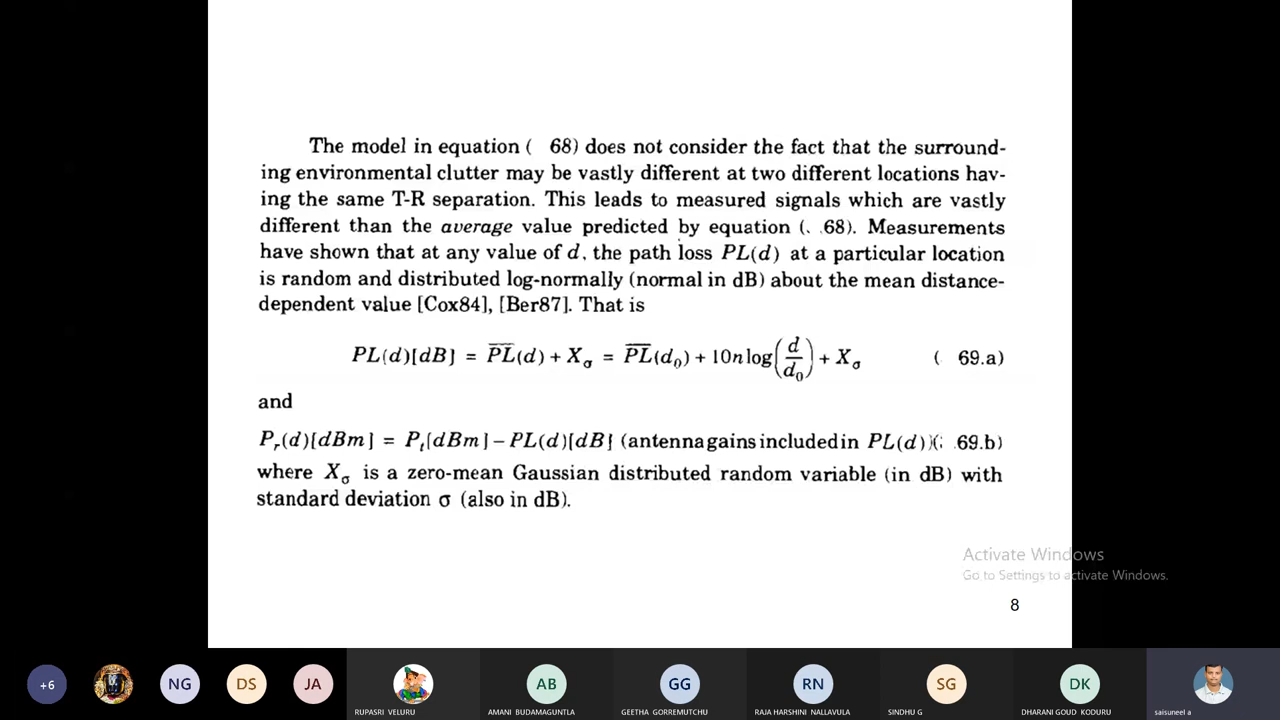 The model in equation ( 68) does not consider the fact that the surround-
ing environmental clutter may be vastly different at two different locations hav-
ing the same T-R separation. This leads to measured signals which are vastly
different than the average value predicted by equation (. .68). Measurements
have shown that at any value of d, the path loss PL(d) at a particular location
is random and distributed log-normally (normal in dB) about the mean distance-
dependent value [Cox84], [Ber87]. That is
PL(d)[dB] = P̅L̅(d) + Xσ = P̅L̅(d₀) + 10n log(d/d₀) + Xσ ( 69.a)
and
Pr(d)[dBm] = Pt[dBm] – PL(d)[dB] (antenna gains included in PL(d)) (: .69.b)
where Xσ is a zero-mean Gaussian distributed random variable (in dB) with
standard deviation σ (also in dB).
Activate Windows
Go to Settings to activate Windows.
8
+6
NG
DS
JA
AB
GG
RN
SG
DK
RUPASRI VELURU
AMANI BUDAMAGUNTLA
GEETHA GORREMUTCHU
RAJA HARSHINI NALLAVULA
SINDHU G
DHARANI GOUD KODURU
saisuneel a